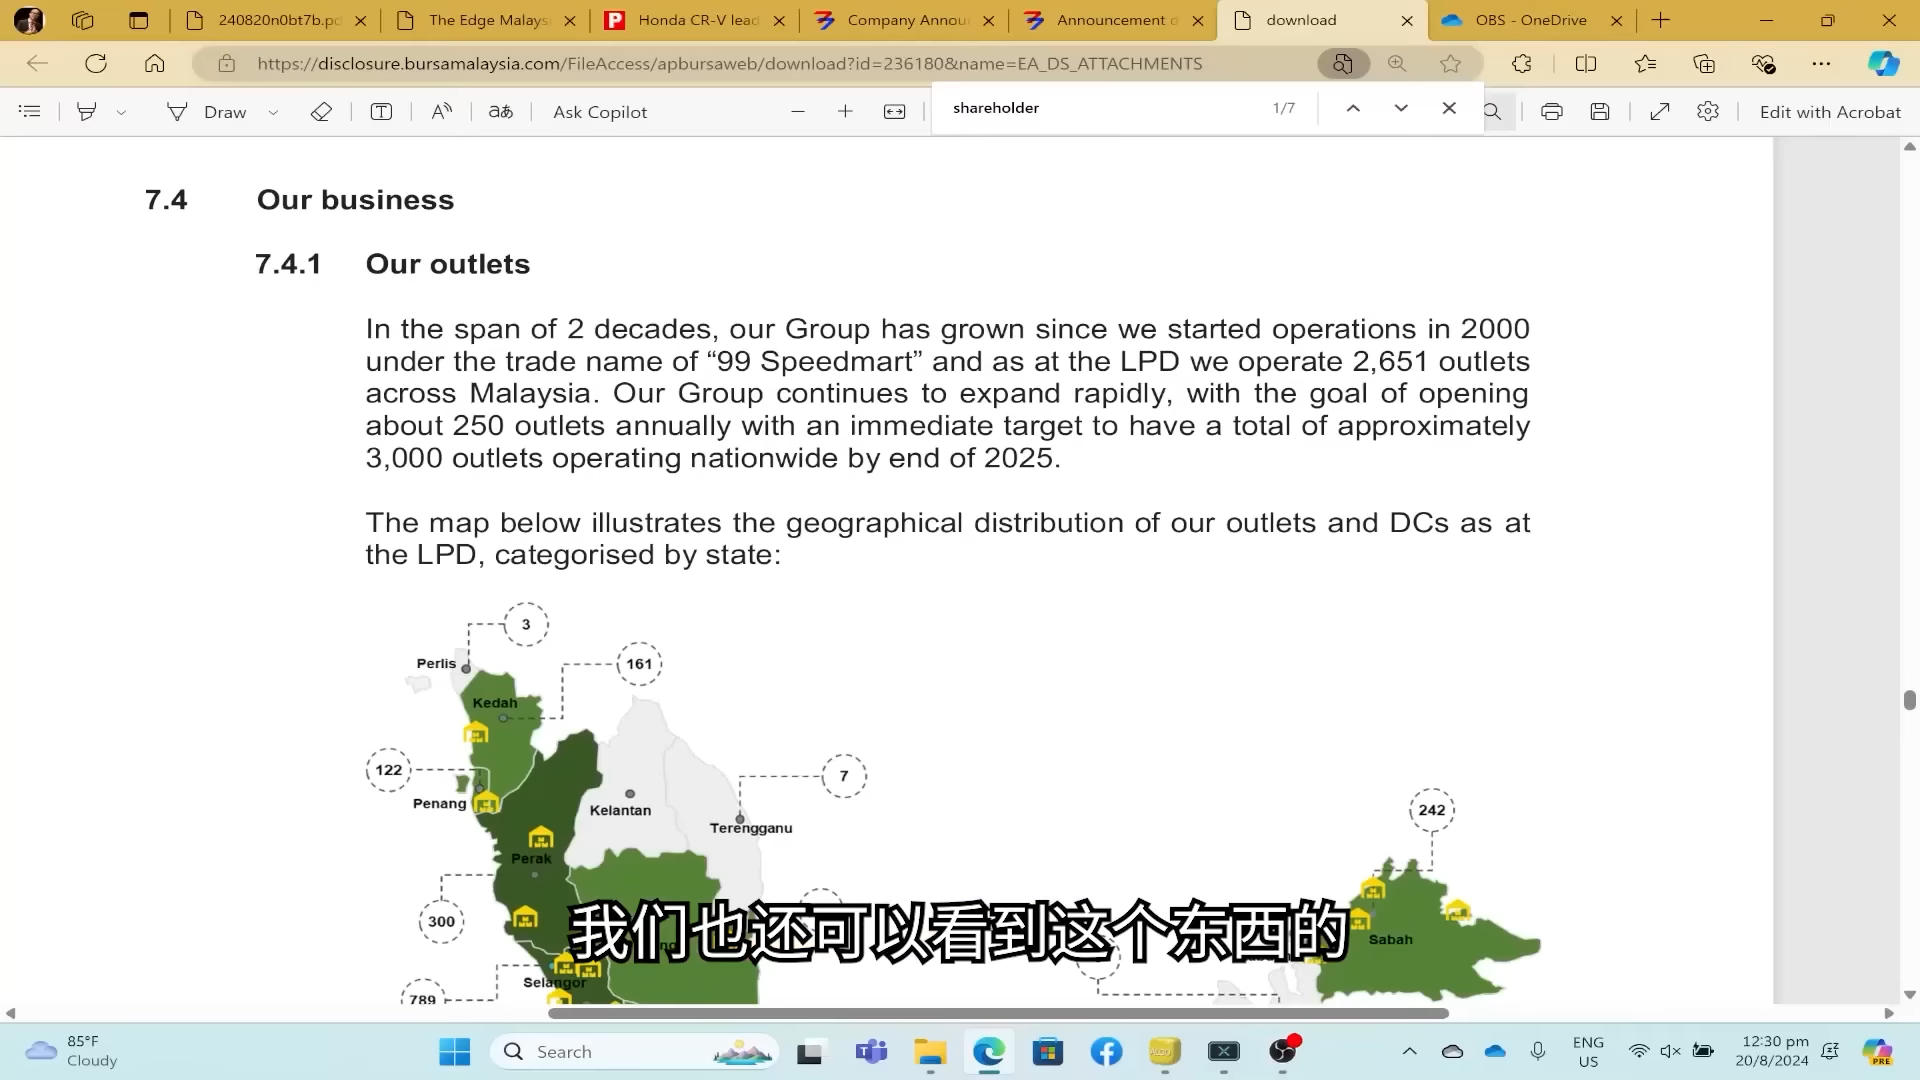 240820n0bt7b.pd
The Edge Malays
Honda CR-V lead
Company Annou
Announcement d
download
OBS - OneDrive
https://disclosure.bursamalaysia.com/FileAccess/apbursaweb/download?id=236180&name=EA_DS_ATTACHMENTS
Draw
aあ
Ask Copilot
shareholder
1/7
Edit with Acrobat
7.4 Our business
7.4.1 Our outlets
In the span of 2 decades, our Group has grown since we started operations in 2000
under the trade name of “99 Speedmart” and as at the LPD we operate 2,651 outlets
across Malaysia. Our Group continues to expand rapidly, with the goal of opening
about 250 outlets annually with an immediate target to have a total of approximately
3,000 outlets operating nationwide by end of 2025.
The map below illustrates the geographical distribution of our outlets and DCs as at
the LPD, categorised by state:
3
Perlis
161
Kedah
122
Penang
7
Kelantan
Terengganu
242
Perak
300
Sabah
我们也还可以看到这个东西的
Selangor
789
85°F
Cloudy
Search
ENG
US
12:30 pm
20/8/2024